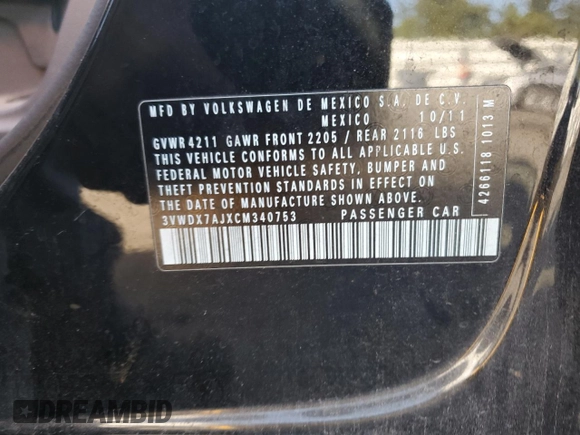 MFD BY VOLKSWAGEN DE MEXICO S.A. DE C.V.
MEXICO 10/11
GVWR4211 GAWR FRONT 2205 / REAR 2116 LBS
THIS VEHICLE CONFORMS TO ALL APPLICABLE U.S.
FEDERAL MOTOR VEHICLE SAFETY, BUMPER AND
THEFT PREVENTION STANDARDS IN EFFECT ON
THE DATE OF MANUFACTURE SHOWN ABOVE.
3VWDX7AJXCM340753 PASSENGER CAR
4266118 1013 M
DREAMBID